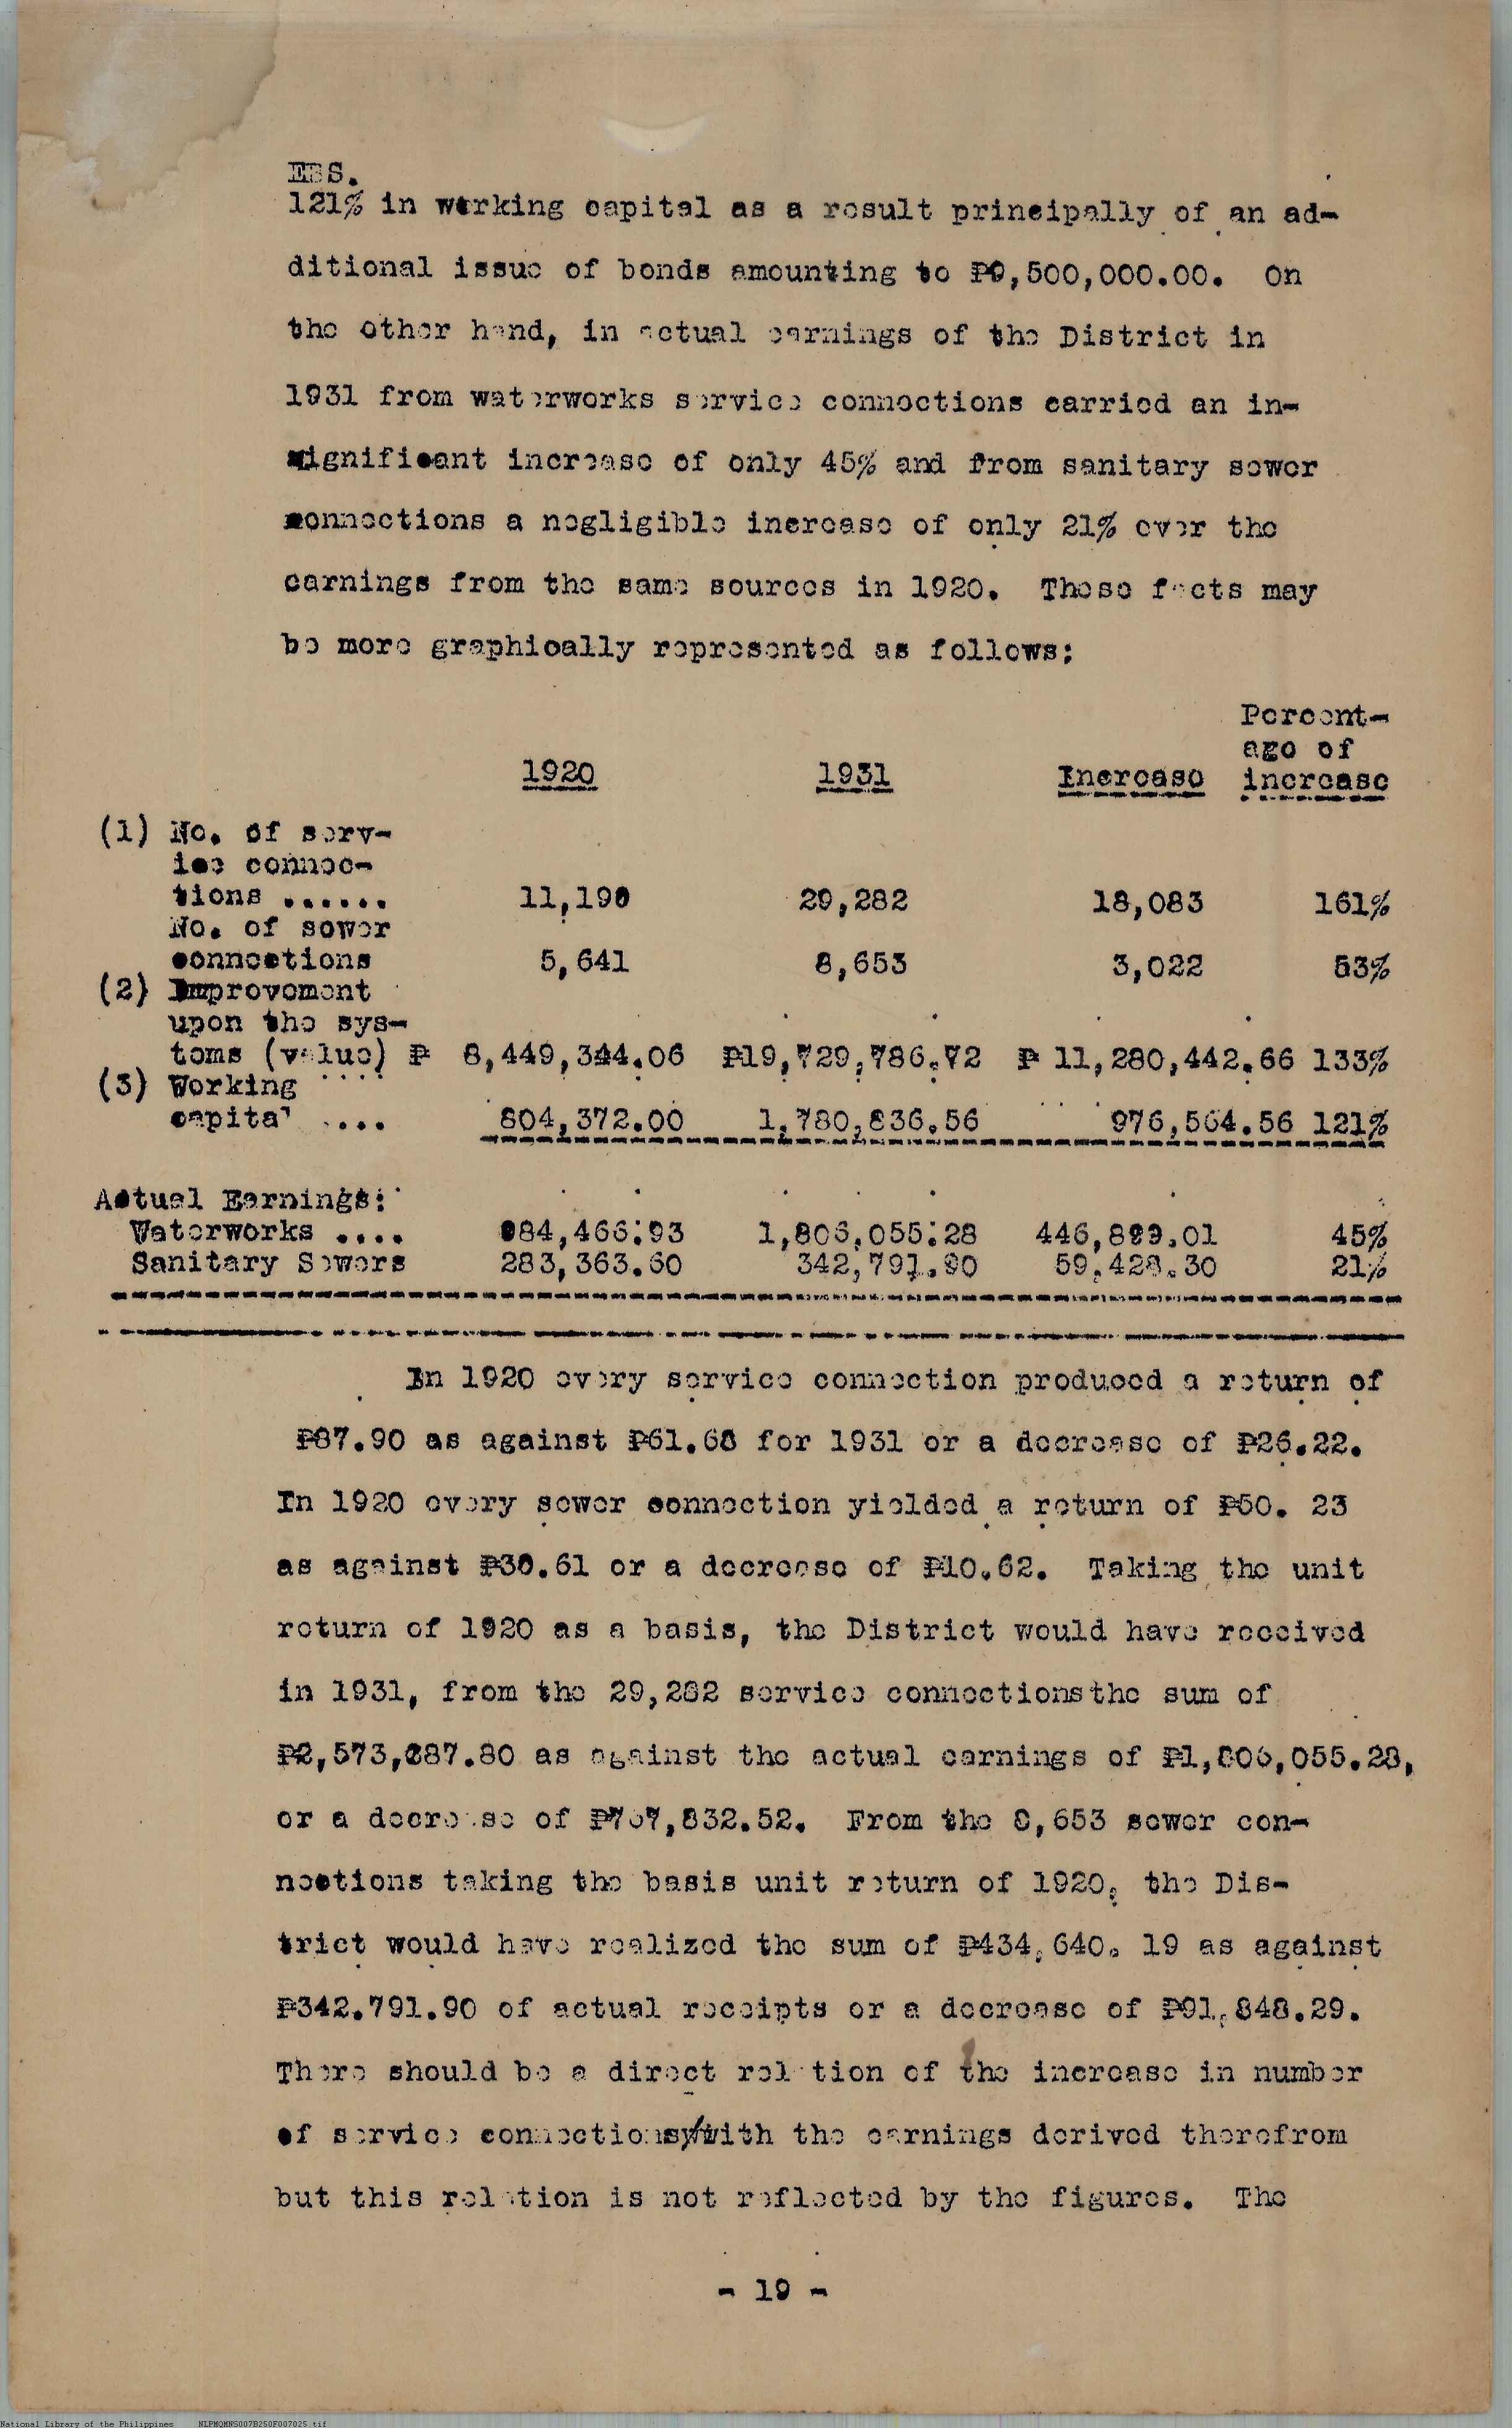 EBS.
121% in working capital as a result principally of an ad-
ditional issue of bonds amounting to ₱9,500,000.00. On
the other hand, in actual earnings of the District in
1931 from waterworks service connections carried an in-
significant increase of only 45% and from sanitary sewer
connections a negligible increase of only 21% over the
earnings from the same sources in 1920. These facts may
be more graphically represented as follows:
Percent-
age of
1920 1931 Increase increase
(1) No. of serv-
ice connec-
tions ...... 11,199 29,282 18,083 161%
No. of sewer
connections 5,641 8,653 3,022 53%
(2) Improvement
upon the sys-
tems (value) ₱ 8,449,344.06 ₱19,729,786.72 ₱ 11,280,442.66 133%
(3) Working
capital .... 804,372.00 1,780,836.56 976,564.56 121%
Actual Earnings:
Waterworks .... 984,466.93 1,806,055.28 446,899.01 45%
Sanitary Sewers 283,363.60 342,791.90 59,428.30 21%
In 1920 every service connection produced a return of
₱87.90 as against ₱61.68 for 1931 or a decrease of ₱26.22.
In 1920 every sewer connection yielded a return of ₱50. 23
as against ₱39.61 or a decrease of ₱10.62. Taking the unit
return of 1920 as a basis, the District would have received
in 1931, from the 29,282 service connectionsthe sum of
₱2,573,887.80 as against the actual earnings of ₱1,806,055.28,
or a decrease of ₱767,832.52. From the 8,653 sewer con-
nections taking the basis unit return of 1920, the Dis-
trict would have realized the sum of ₱434,640. 19 as against
₱342.791.90 of actual receipts or a decrease of ₱91,848.29.
There should be a direct relation of the increase in number
of service connections/with the earnings derived therefrom
but this relation is not reflected by the figures. The
- 19 -
National Library of the Philippines NLPMQMNS007B250F007025.tif